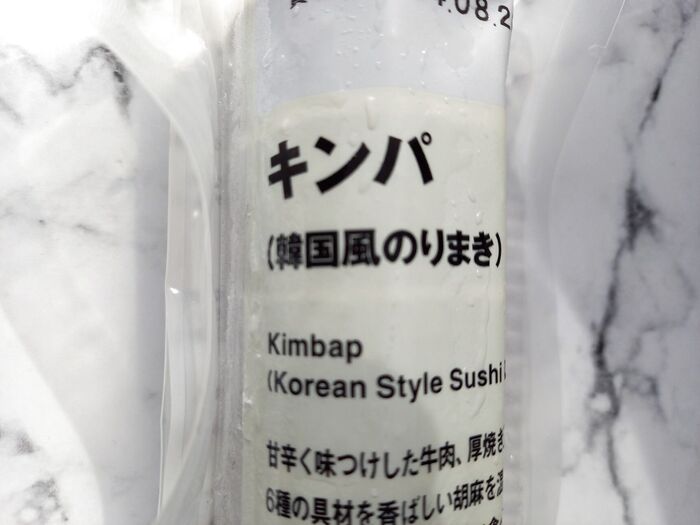 .08.2
キンパ
(韓国風のりまき)
Kimbap
(Korean Style Sushi
甘辛く味つけした牛肉、厚焼き
6種の具材を香ばしい胡麻を